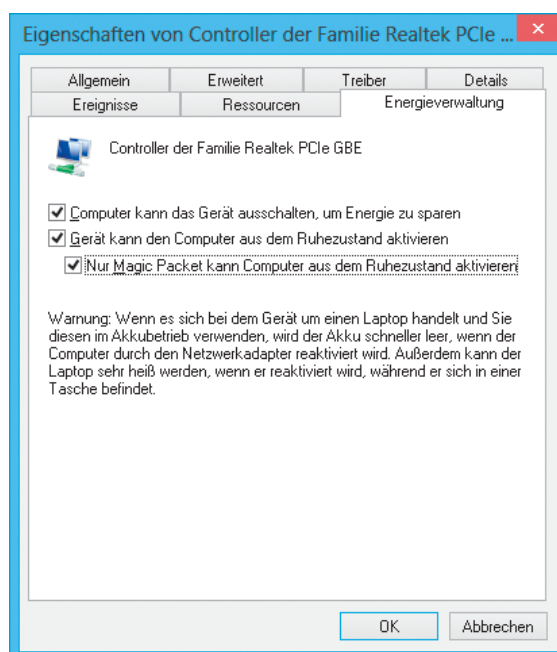 Eigenschaften von Controller der Familie Realtek PCIe ...
Allgemein Erweitert Treiber Details
Ereignisse Ressourcen Energieverwaltung
Controller der Familie Realtek PCIe GBE
Computer kann das Gerät ausschalten, um Energie zu sparen
Gerät kann den Computer aus dem Ruhezustand aktivieren
Nur Magic Packet kann Computer aus dem Ruhezustand aktivieren
Warnung: Wenn es sich bei dem Gerät um einen Laptop handelt und Sie
diesen im Akkubetrieb verwenden, wird der Akku schneller leer, wenn der
Computer durch den Netzwerkadapter reaktiviert wird. Außerdem kann der
Laptop sehr heiß werden, wenn er reaktiviert wird, während er sich in einer
Tasche befindet.
OK Abbrechen